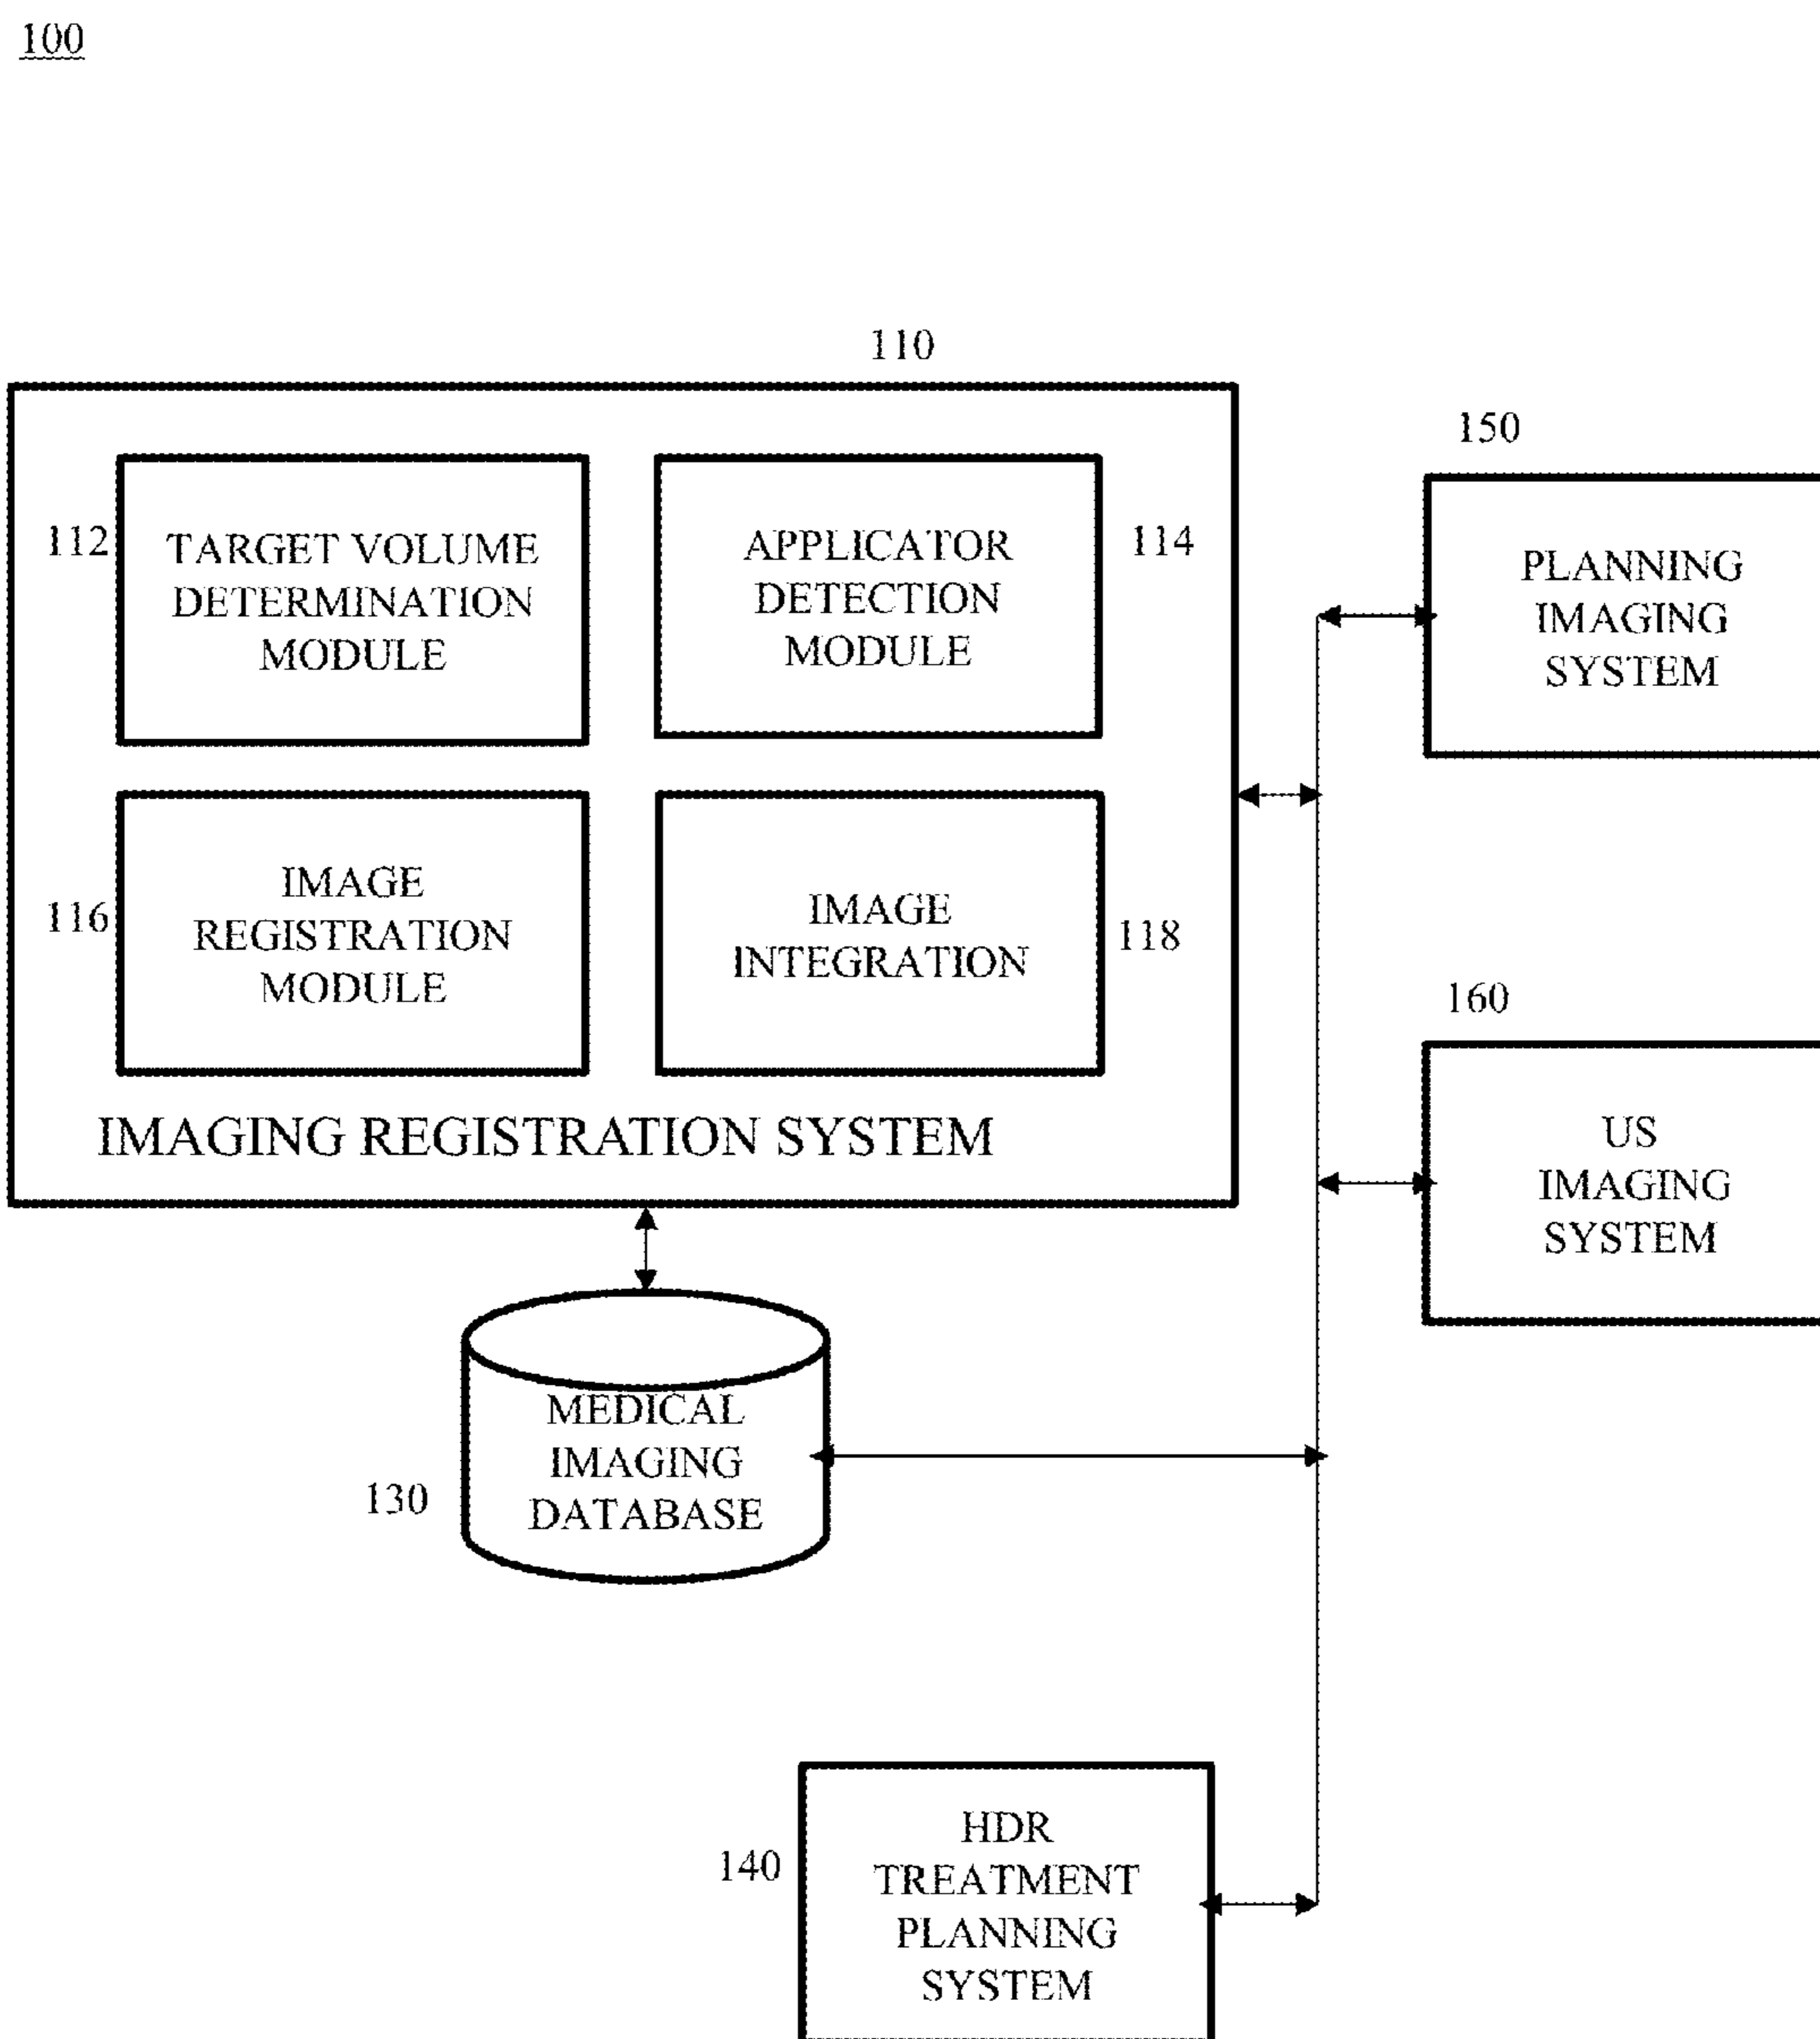 100
110
112
TARGET VOLUME
DETERMINATION
MODULE
APPLICATOR
DETECTION
MODULE
114
116
IMAGE
REGISTRATION
MODULE
IMAGE
INTEGRATION
118
IMAGING REGISTRATION SYSTEM
150
PLANNING
IMAGING
SYSTEM
160
US
IMAGING
SYSTEM
130
MEDICAL
IMAGING
DATABASE
140
HDR
TREATMENT
PLANNING
SYSTEM